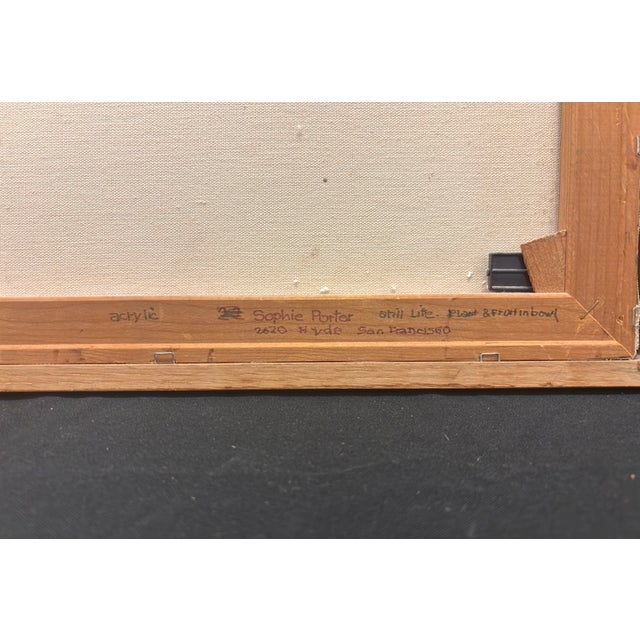 acrylic Sophie Porter Still Life. Plant & Fruit in bowl
2620 Hyde San Francisco